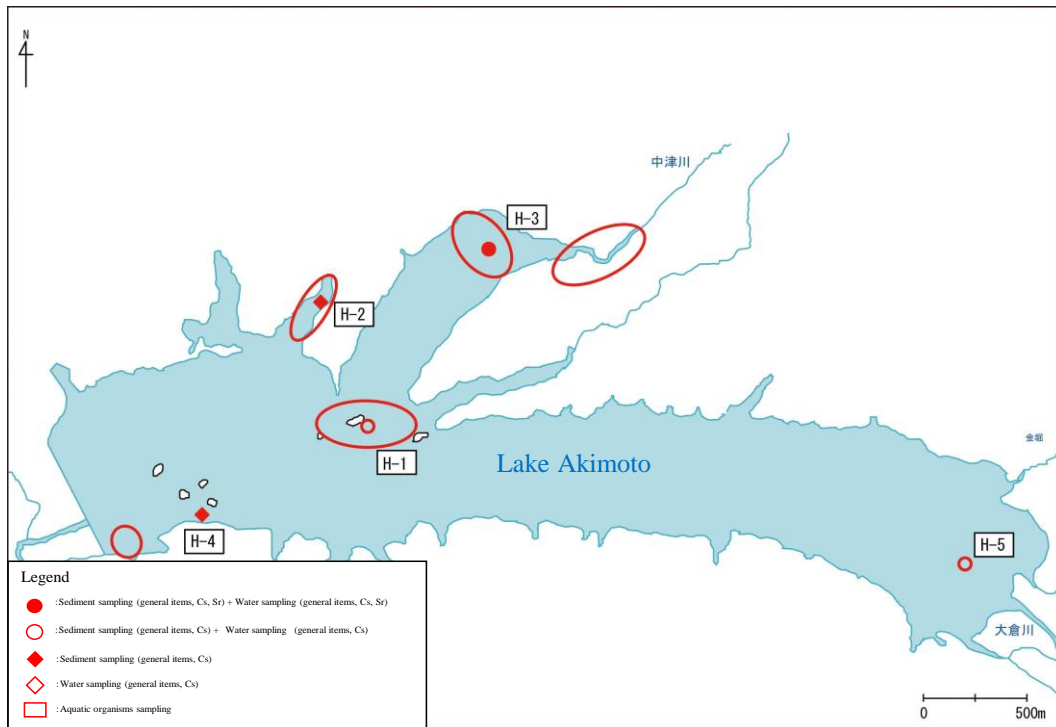 N
中津川
H-3
H-2
H-1
Lake Akimoto
金堀
H-4
H-5
大倉川
0 500m
Legend
:Sediment sampling (general items, Cs, Sr) + Water sampling (general items, Cs, Sr)
:Sediment sampling (general items, Cs) + Water sampling (general items, Cs)
:Sediment sampling (general items, Cs)
:Water sampling (general items, Cs)
:Aquatic organisms sampling